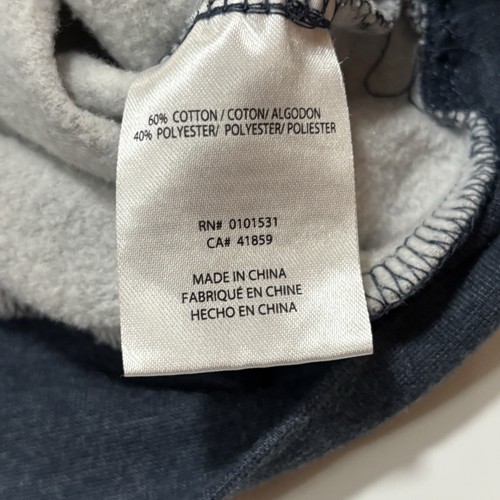 60% COTTON / COTON/ ALGODON
40% POLYESTER/ POLYESTER/ POLIESTER
RN# 0101531
CA# 41859
MADE IN CHINA
FABRIQUÉ EN CHINE
HECHO EN CHINA